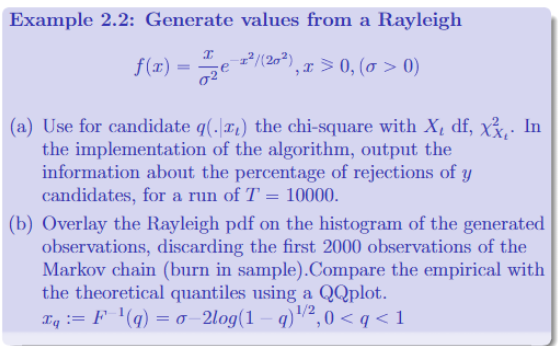 Example 2.2: Generate values from a Rayleigh
f(x) = x/σ² e^{-x²/(2σ²)}, x ⩾ 0, (σ > 0)
(a) Use for candidate q(.|x_t) the chi-square with X_t df, χ²_{X_t}. In
the implementation of the algorithm, output the
information about the percentage of rejections of y
candidates, for a run of T = 10000.
(b) Overlay the Rayleigh pdf on the histogram of the generated
observations, discarding the first 2000 observations of the
Markov chain (burn in sample).Compare the empirical with
the theoretical quantiles using a QQplot.
x_q := F^{-1}(q) = σ−2log(1 − q)^{1/2}, 0 < q < 1